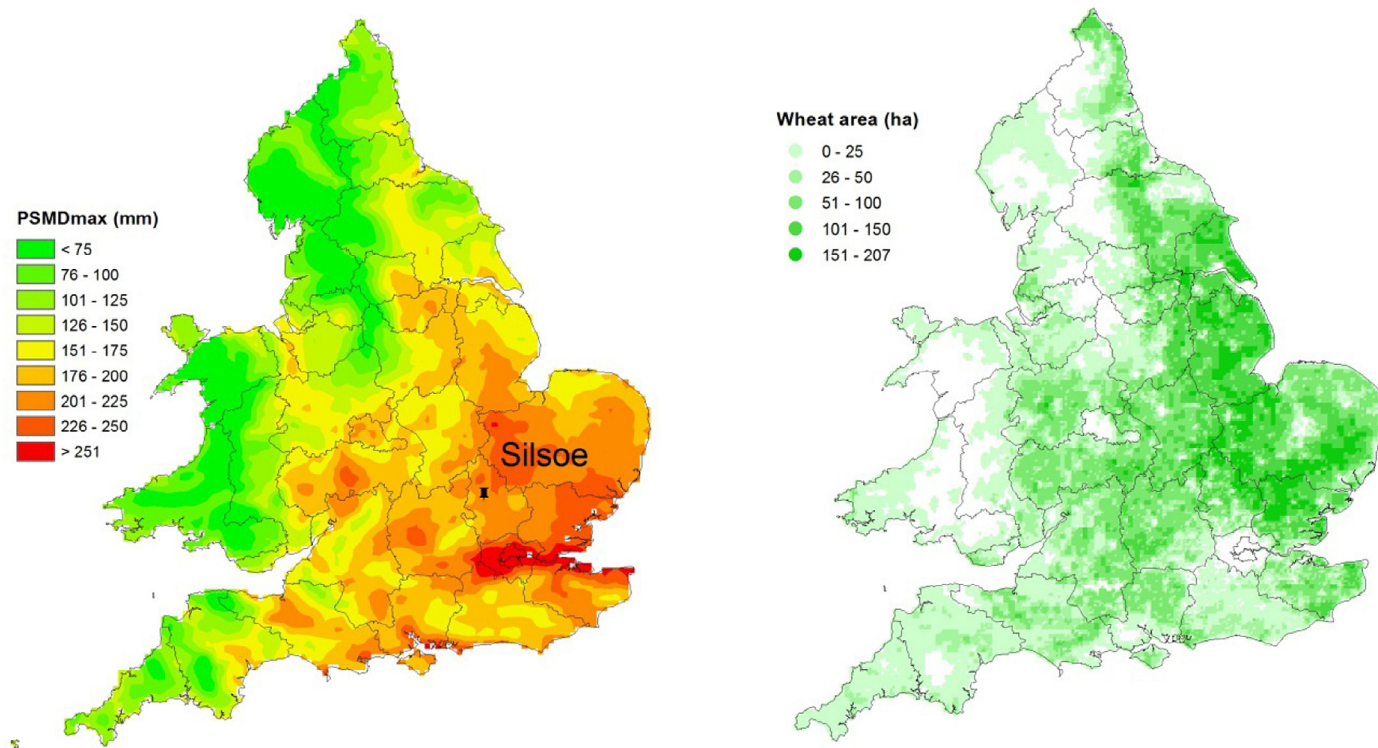 PSMDmax (mm)
< 75
76 - 100
101 - 125
126 - 150
151 - 175
176 - 200
201 - 225
226 - 250
> 251
Silsoe
Wheat area (ha)
0 - 25
26 - 50
51 - 100
101 - 150
151 - 207